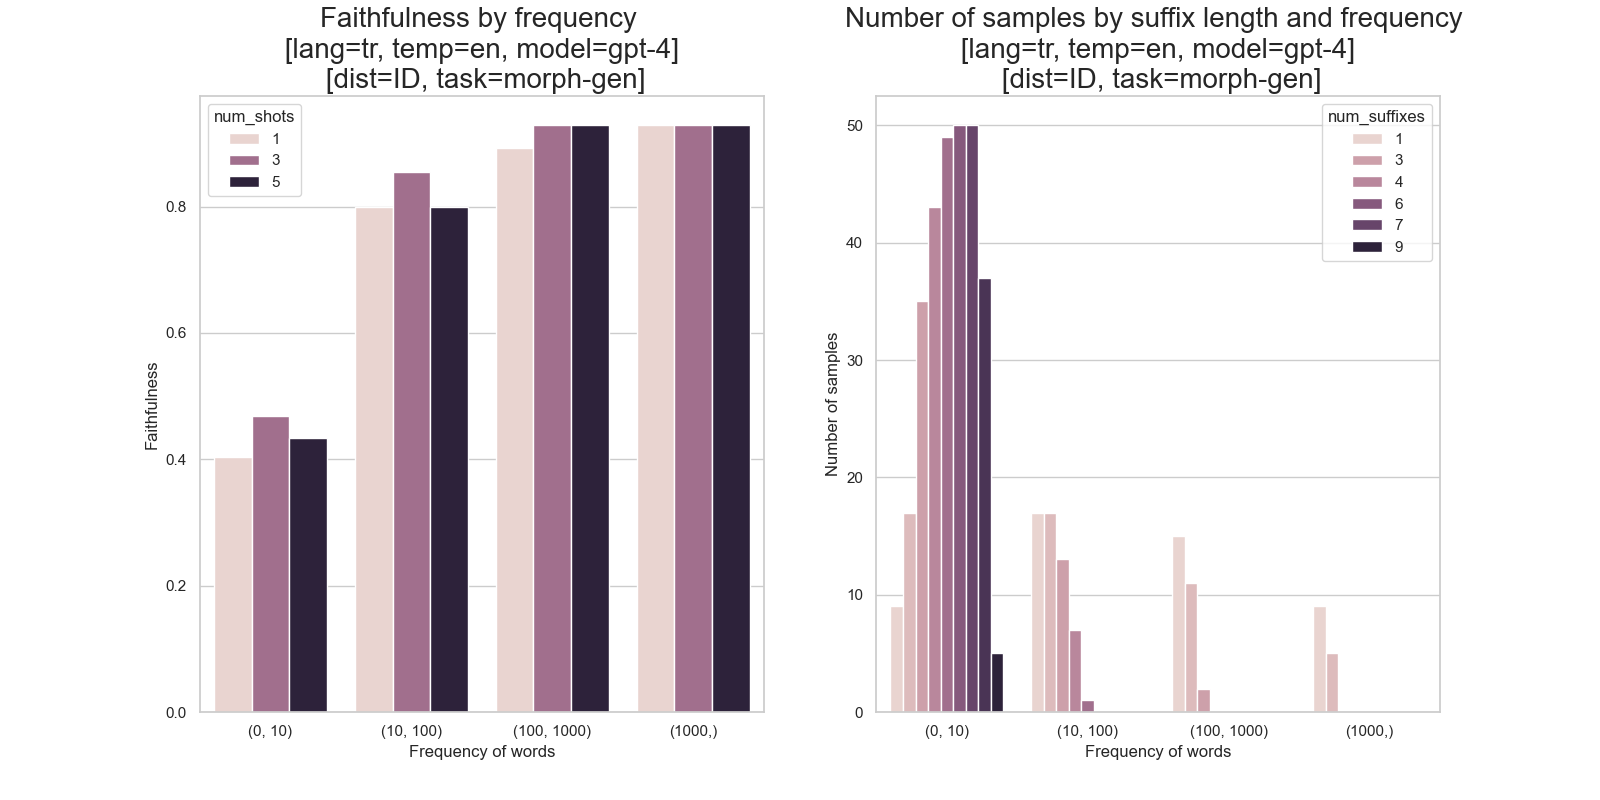 Faithfulness by frequency
[lang=tr, temp=en, model=gpt-4]
[dist=ID, task=morph-gen]
num_shots
1
3
5
0.8
0.6
0.4
0.2
0.0
Faithfulness
(0, 10)
(10, 100)
(100, 1000)
(1000,)
Frequency of words
Number of samples by suffix length and frequency
[lang=tr, temp=en, model=gpt-4]
[dist=ID, task=morph-gen]
num_suffixes
1
3
4
6
7
9
50
40
30
20
10
0
Number of samples
(0, 10)
(10, 100)
(100, 1000)
(1000,)
Frequency of words